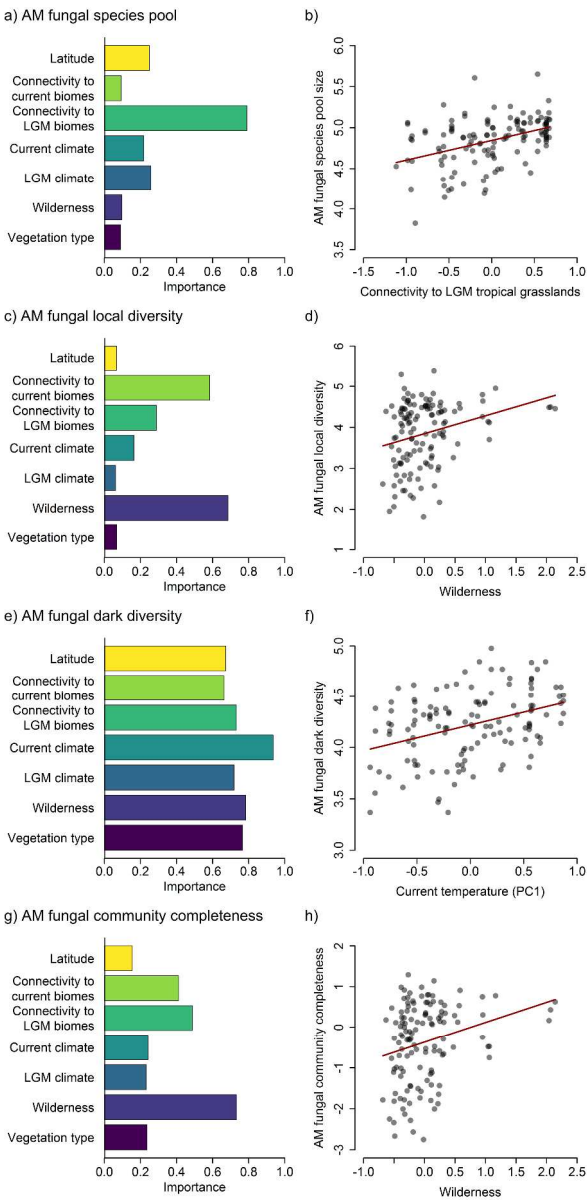 a) AM fungal species pool
Latitude
Connectivity to
current biomes
Connectivity to
LGM biomes
Current climate
LGM climate
Wilderness
Vegetation type
0.0 0.2 0.4 0.6 0.8 1.0
Importance
b)
AM fungal species pool size
6.0
5.5
5.0
4.5
4.0
3.5
-1.5 -1.0 -0.5 0.0 0.5 1.0
Connectivity to LGM tropical grasslands
c) AM fungal local diversity
Latitude
Connectivity to
current biomes
Connectivity to
LGM biomes
Current climate
LGM climate
Wilderness
Vegetation type
0.0 0.2 0.4 0.6 0.8 1.0
Importance
d)
AM fungal local diversity
6
5
4
3
2
1
-1.0 -0.5 0.0 0.5 1.0 1.5 2.0 2.5
Wilderness
e) AM fungal dark diversity
Latitude
Connectivity to
current biomes
Connectivity to
LGM biomes
Current climate
LGM climate
Wilderness
Vegetation type
0.0 0.2 0.4 0.6 0.8 1.0
Importance
f)
AM fungal dark diversity
5.0
4.5
4.0
3.5
3.0
-1.0 -0.5 0.0 0.5 1.0
Current temperature (PC1)
g) AM fungal community completeness
Latitude
Connectivity to
current biomes
Connectivity to
LGM biomes
Current climate
LGM climate
Wilderness
Vegetation type
0.0 0.2 0.4 0.6 0.8 1.0
Importance
h)
AM fungal community completeness
2
1
0
-1
-2
-3
-1.0 -0.5 0.0 0.5 1.0 1.5 2.0 2.5
Wilderness